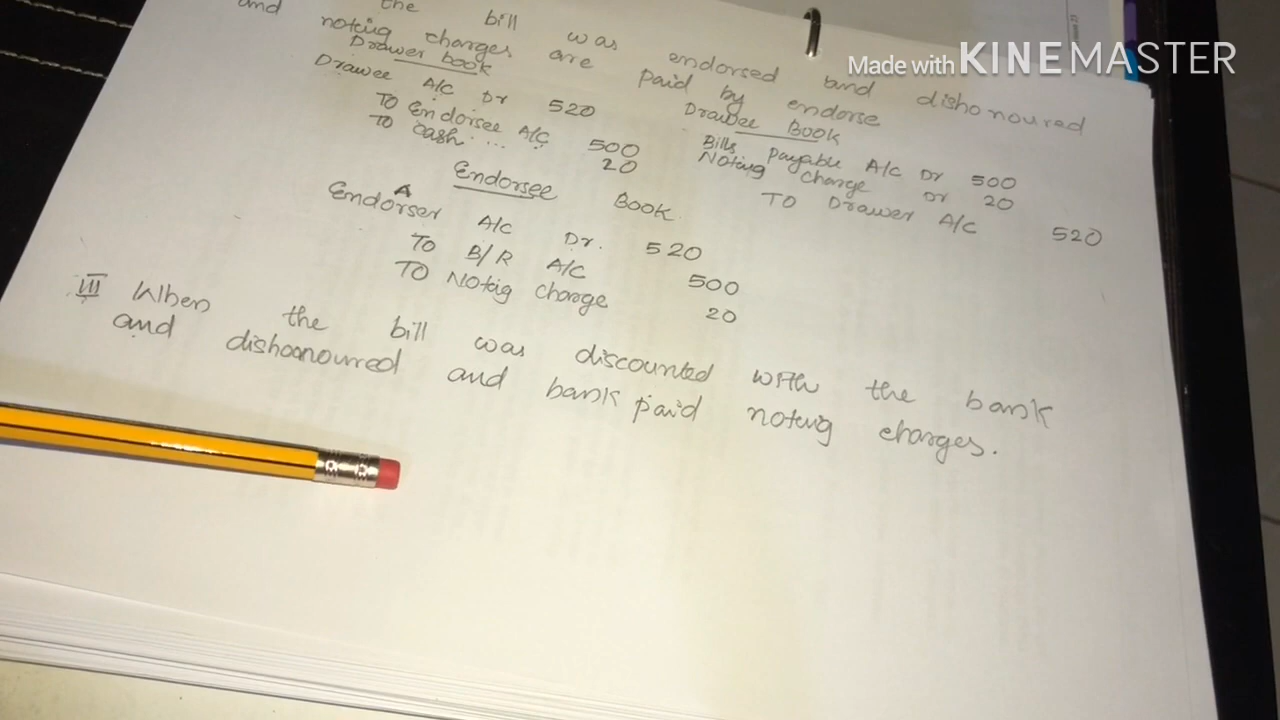 Made with KINEMASTER
the bill was endorsed and dishonoured
and noting charges are paid by endorse
Drawer book
Drawee A/C Dr 520
To Endorsee A/C 500
To cash ... 20
Drawee Book
Bills payable A/C Dr 500
Noting charge Dr 20
To Drawer A/C 520
Endorsee Book
Endorser A/C Dr. 520
To B/R A/C 500
To Notig charge 20
III When the bill was discounted with the bank
and dishonoured and bank paid noting charges.